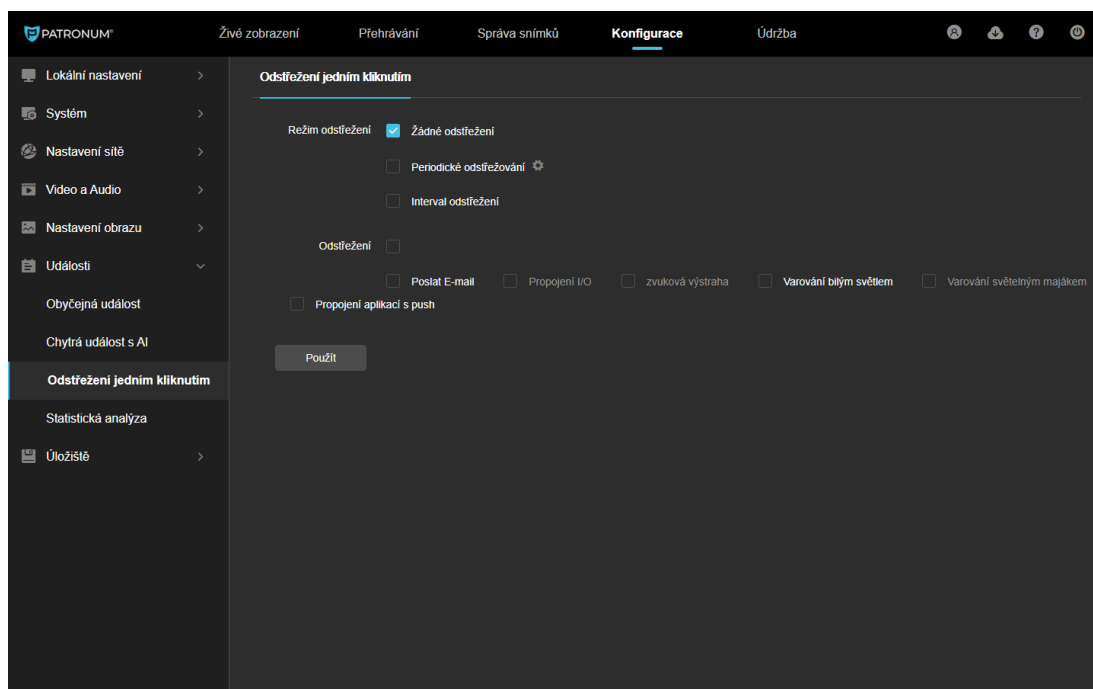 PATRONUM®
Živé zobrazení Přehrávání Správa snímků Konfigurace Údržba
Lokální nastavení
Systém
Nastavení sítě
Video a Audio
Nastavení obrazu
Události
Obyčejná událost
Chytrá událost s AI
Odstřežení jedním kliknutím
Statistická analýza
Úložiště
Odstřežení jedním kliknutím
Režim odstřežení Žádné odstřežení
Periodické odstřežování
Interval odstřežení
Odstřežení
Poslat E-mail Propojení I/O zvuková výstraha Varování bílým světlem Varování světelným majákem
Propojení aplikací s push
Použít